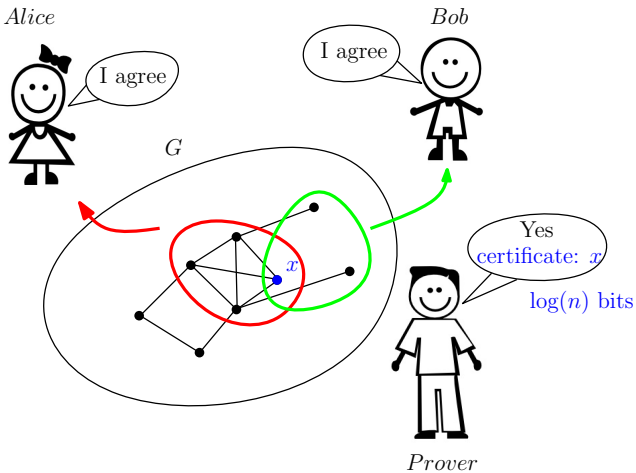 Alice
Bob
I agree
I agree
G
x
Yes
certificate: x
log(n) bits
Prover